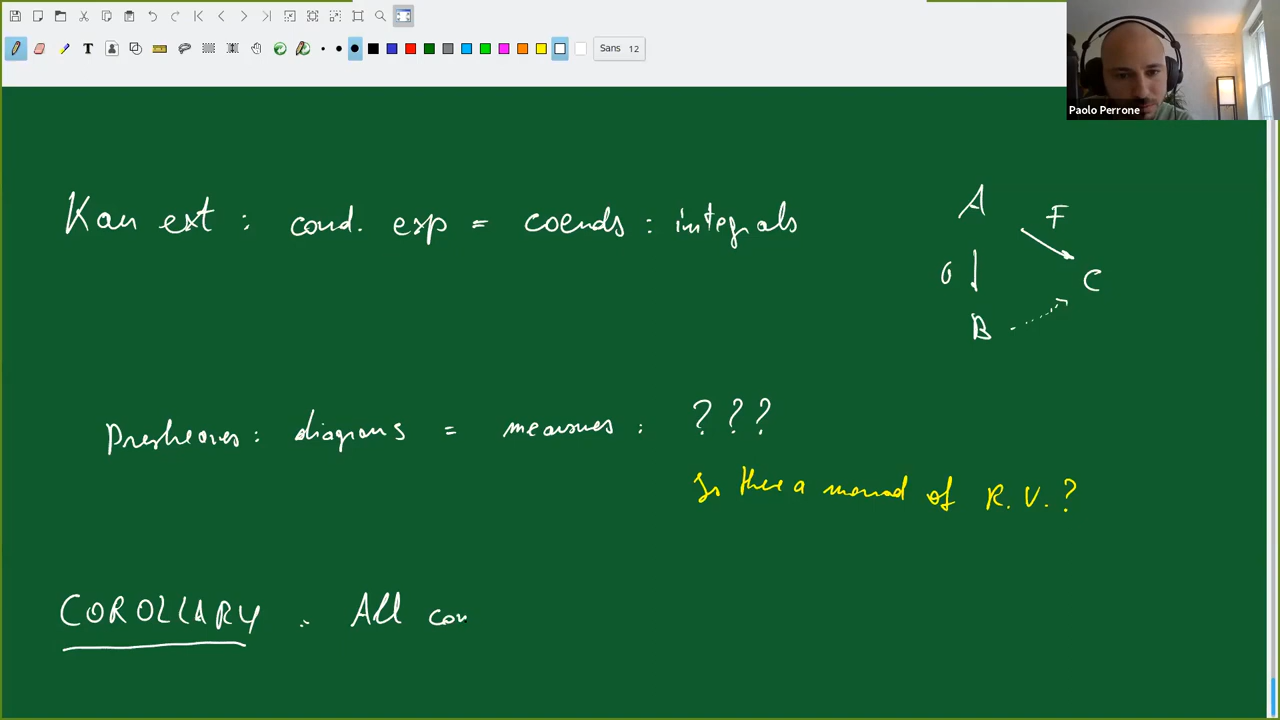 Sans 12
Paolo Perrone
Kan ext : cond. exp = coends : integrals
A
F
G
C
B
Presheaves : diagrams = measures : ???
Is there a monad of R.V.?
COROLLARY : All con